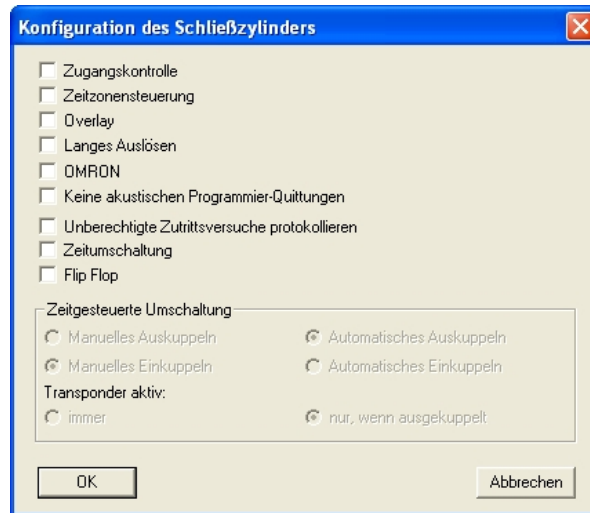 Konfiguration des Schließzylinders
Zugangskontrolle
Zeitzonensteuerung
Overlay
Langes Auslösen
OMRON
Keine akustischen Programmier-Quittungen
Unberechtigte Zutrittsversuche protokollieren
Zeitumschaltung
Flip Flop
Zeitgesteuerte Umschaltung
Manuelles Auskuppeln Automatisches Auskuppeln
Manuelles Einkuppeln Automatisches Einkuppeln
Transponder aktiv:
immer nur, wenn ausgekuppelt
OK Abbrechen